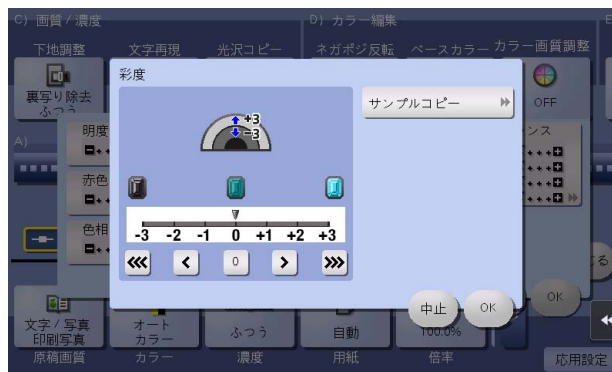 C) 画質/濃度
D) カラー編集
下地調整
文字再現
光沢コピー
ネガポジ反転
ベースカラー
カラー画質調整
裏写り除去
ふつう
OFF
A)
明度
赤色
色相
彩度
+3
-3
サンプルコピー
-3 -2 -1 0 +1 +2 +3
0
中止
OK
OK
文字/写真
印刷写真
原稿画質
オート
カラー
カラー
ふつう
濃度
自動
用紙
100.0%
倍率
応用設定